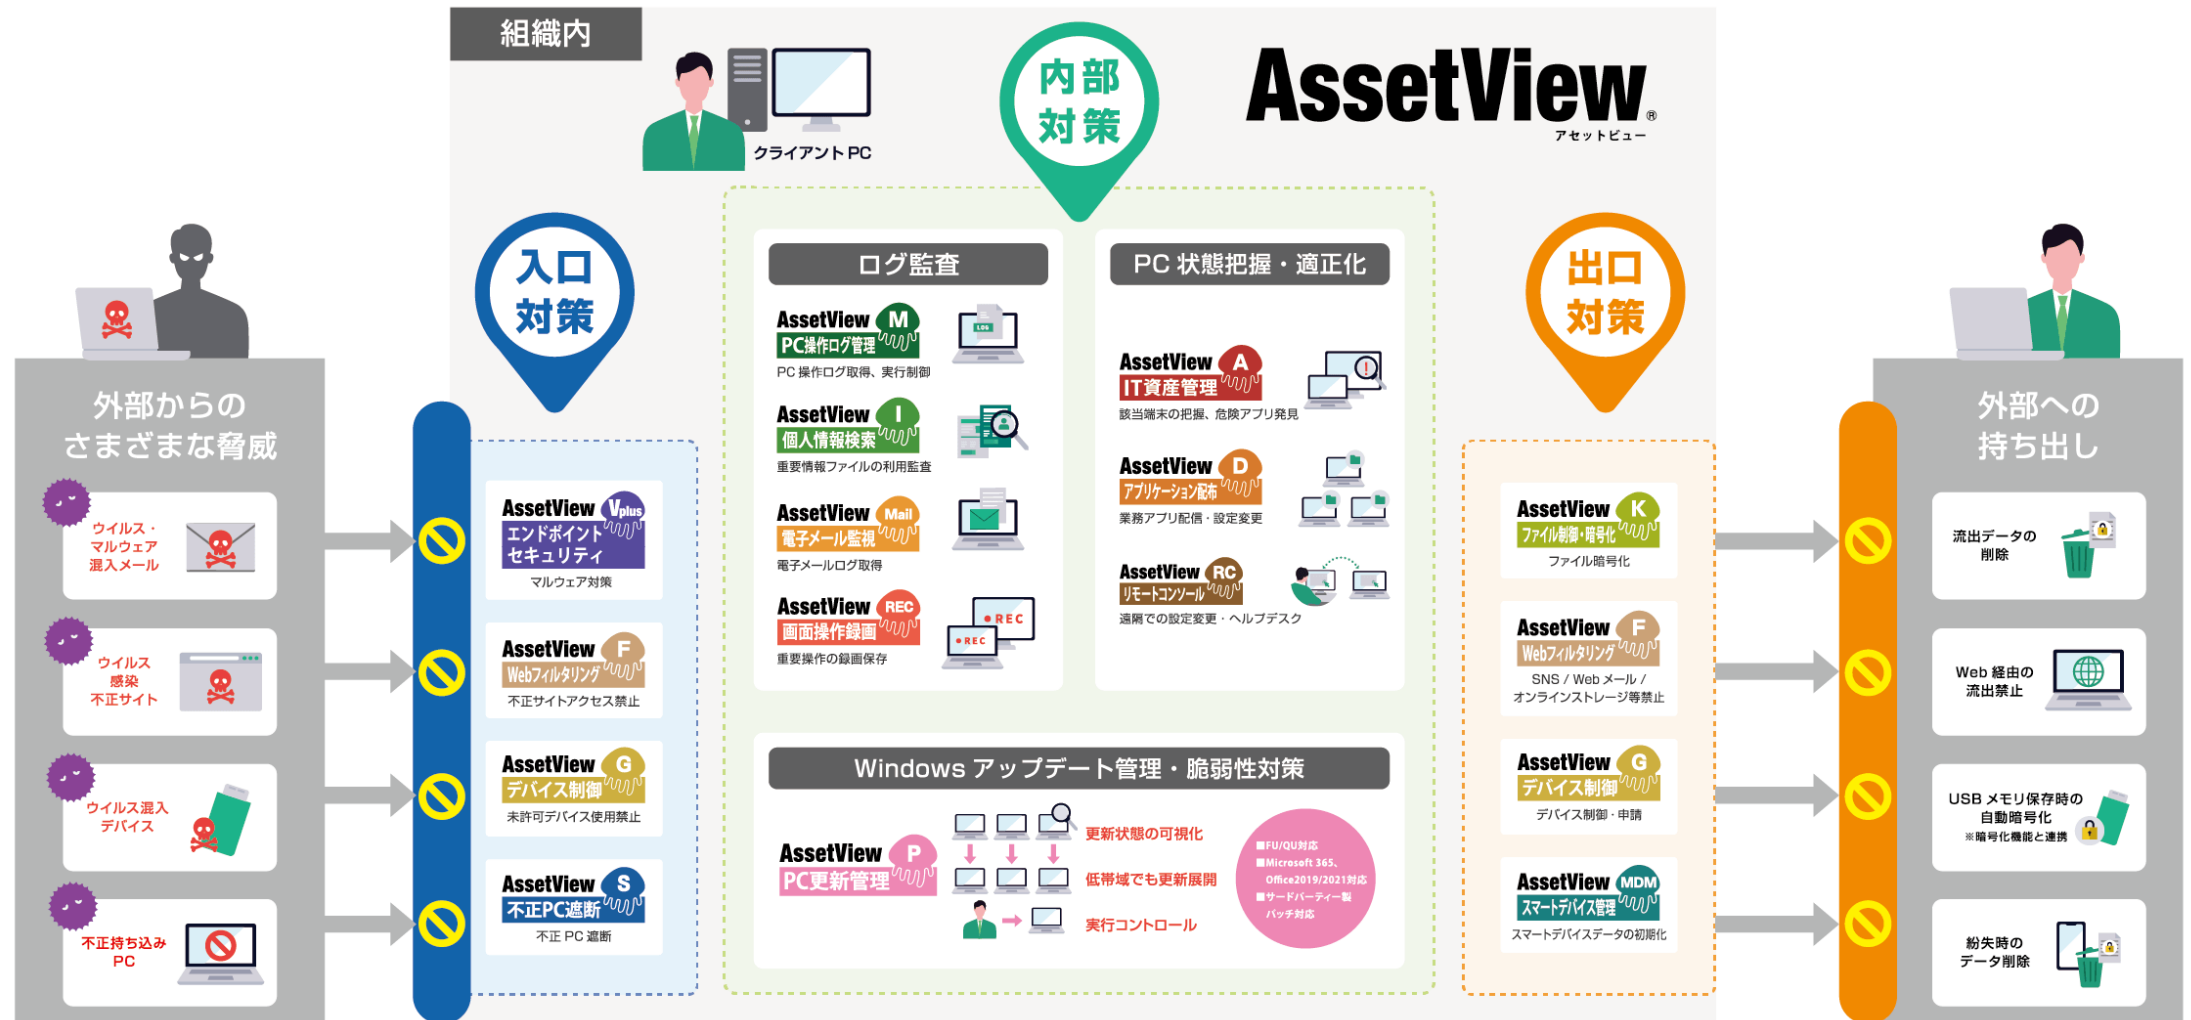 組織内
クライアントPC
内部
対策
AssetView®
アセットビュー
外部からの
さまざまな脅威
ウイルス・
マルウェア
混入メール
ウイルス
感染
不正サイト
ウイルス混入
デバイス
不正持ち込み
PC
入口
対策
AssetView Vplus
エンドポイント
セキュリティ
マルウェア対策
AssetView F
Webフィルタリング
不正サイトアクセス禁止
AssetView G
デバイス制御
未許可デバイス使用禁止
AssetView S
不正PC遮断
不正 PC 遮断
ログ監査
AssetView M
PC操作ログ管理
PC 操作ログ取得、実行制御
LOG
AssetView I
個人情報検索
重要情報ファイルの利用監査
AssetView Mail
電子メール監視
電子メールログ取得
AssetView REC
画面操作録画
重要操作の録画保存
●REC
●REC
PC 状態把握・適正化
AssetView A
IT資産管理
該当端末の把握、危険アプリ発見
AssetView D
アプリケーション配布
業務アプリ配信・設定変更
AssetView RC
リモートコンソール
遠隔での設定変更・ヘルプデスク
Windows アップデート管理・脆弱性対策
AssetView P
PC更新管理
更新状態の可視化
低帯域でも更新展開
実行コントロール
■FU/QU対応
■Microsoft 365、
Office2019/2021対応
■サードパーティー製
パッチ対応
出口
対策
AssetView K
ファイル制御・暗号化
ファイル暗号化
AssetView F
Webフィルタリング
SNS / Web メール /
オンラインストレージ等禁止
AssetView G
デバイス制御
デバイス制御・申請
AssetView MDM
スマートデバイス管理
スマートデバイスデータの初期化
外部への
持ち出し
流出データの
削除
Web 経由の
流出禁止
USB メモリ保存時の
自動暗号化
※暗号化機能と連携
紛失時の
データ削除